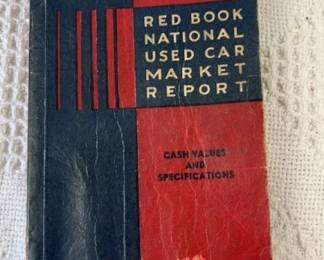 RED BOOK
NATIONAL
USED CAR
MARKET
REPORT
CASH VALUES
AND
SPECIFICATIONS